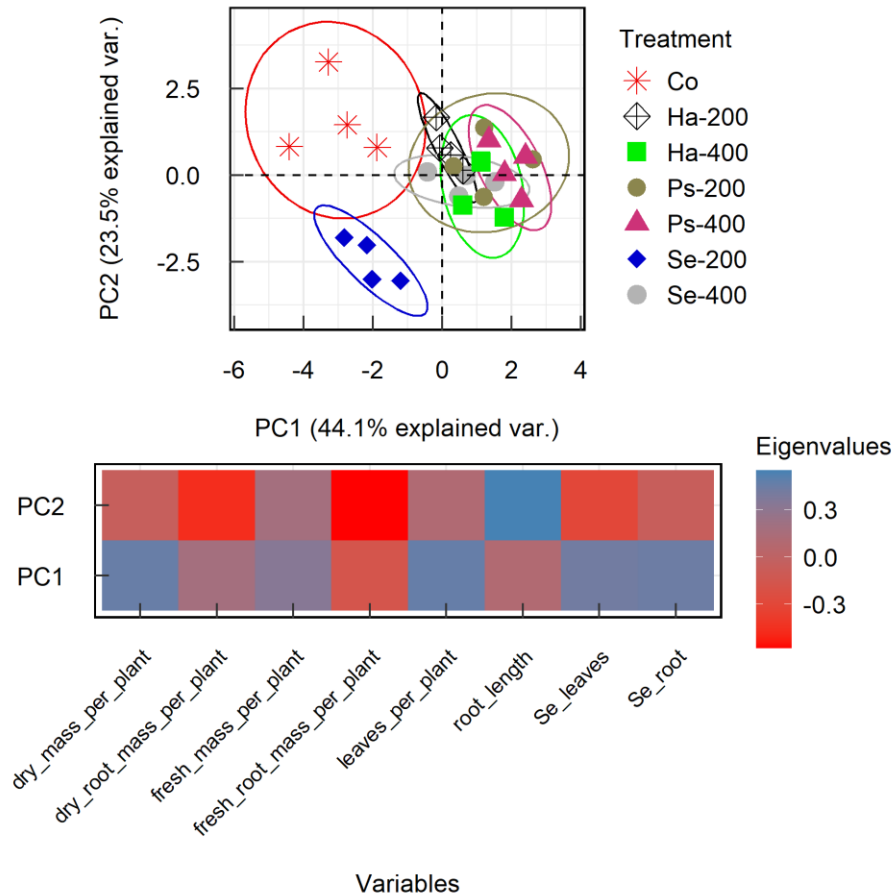 PC2 (23.5% explained var.)
2.5
0.0
-2.5
-6
-4
-2
0
2
4
PC1 (44.1% explained var.)
Treatment
Co
Ha-200
Ha-400
Ps-200
Ps-400
Se-200
Se-400
PC2
PC1
dry_mass_per_plant
dry_root_mass_per_plant
fresh_mass_per_plant
fresh_root_mass_per_plant
leaves_per_plant
root_length
Se_leaves
Se_root
Variables
Eigenvalues
0.3
0.0
-0.3